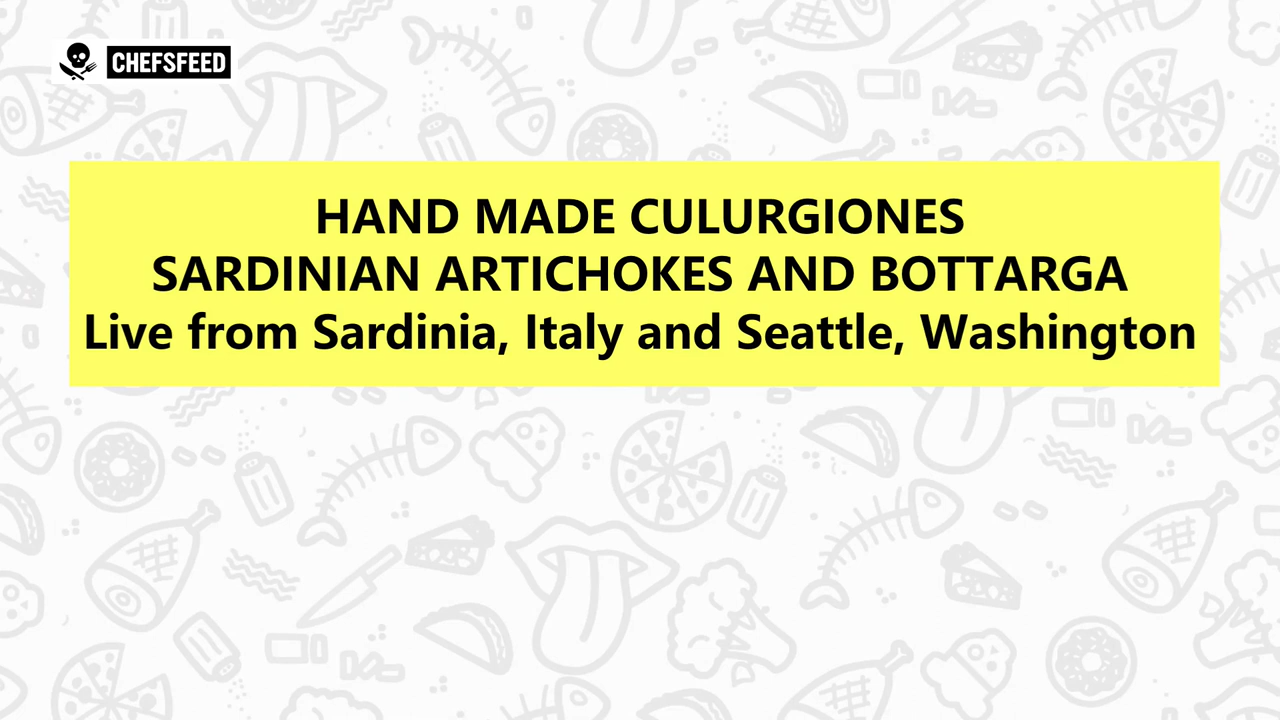 CHEFSFEED
HAND MADE CULURGIONES
SARDINIAN ARTICHOKES AND BOTTARGA
Live from Sardinia, Italy and Seattle, Washington